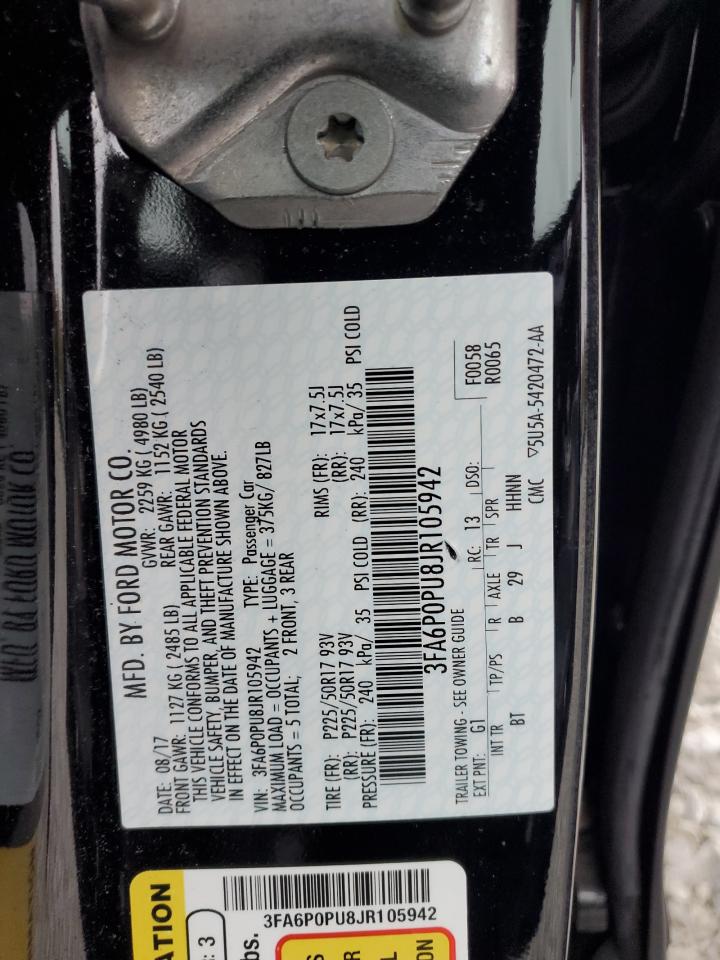 MFD. BY FORD MOTOR CO.
DATE: 08/17 GVWR: 2259 KG ( 4980 LB)
FRONT GAWR: 1127 KG ( 2485 LB) REAR GAWR: 1152 KG ( 2540 LB)
THIS VEHICLE CONFORMS TO ALL APPLICABLE FEDERAL MOTOR
VEHICLE SAFETY, BUMPER, AND THEFT PREVENTION STANDARDS
IN EFFECT ON THE DATE OF MANUFACTURE SHOWN ABOVE.
VIN: 3FA6P0PU8JR105942 TYPE: Passenger Car
MAXIMUM LOAD = OCCUPANTS + LUGGAGE = 375KG/ 827LB
OCCUPANTS = 5 TOTAL; 2 FRONT, 3 REAR
TIRE (FR): P225/50R17 93V RIMS (FR): 17x7.5J
(RR): P225/50R17 93V (RR): 17x7.5J
PRESSURE (FR): 240 kPa/ 35 PSI COLD (RR): 240 kPa/ 35 PSI COLD
3FA6P0PU8JR105942
TRAILER TOWING - SEE OWNER GUIDE F0058
EXT PNT: G1 RC: 13 DSO: R0065
INT TR TP/PS R AXLE TR SPR
BT B 29 J HHNN
CMC ▽5U5A-5420472-AA
3FA6P0PU8JR105942